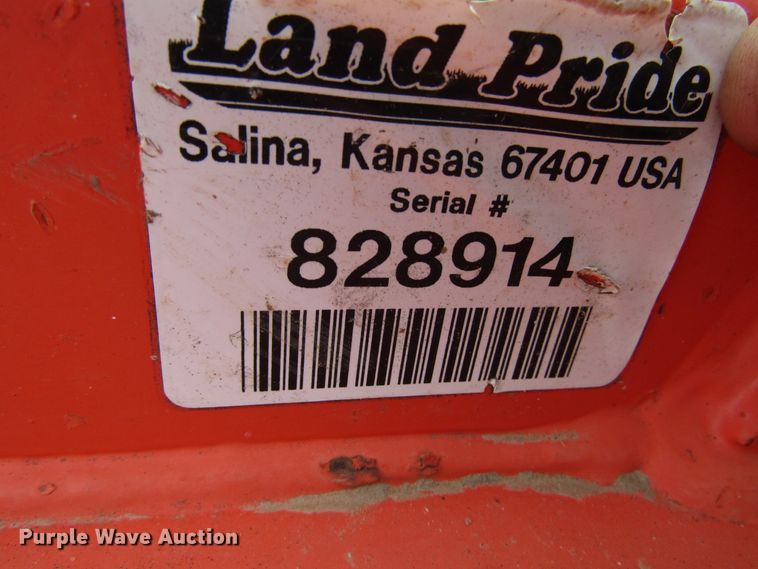 Land Pride
Salina, Kansas 67401 USA
Serial #
828914
Purple Wave Auction